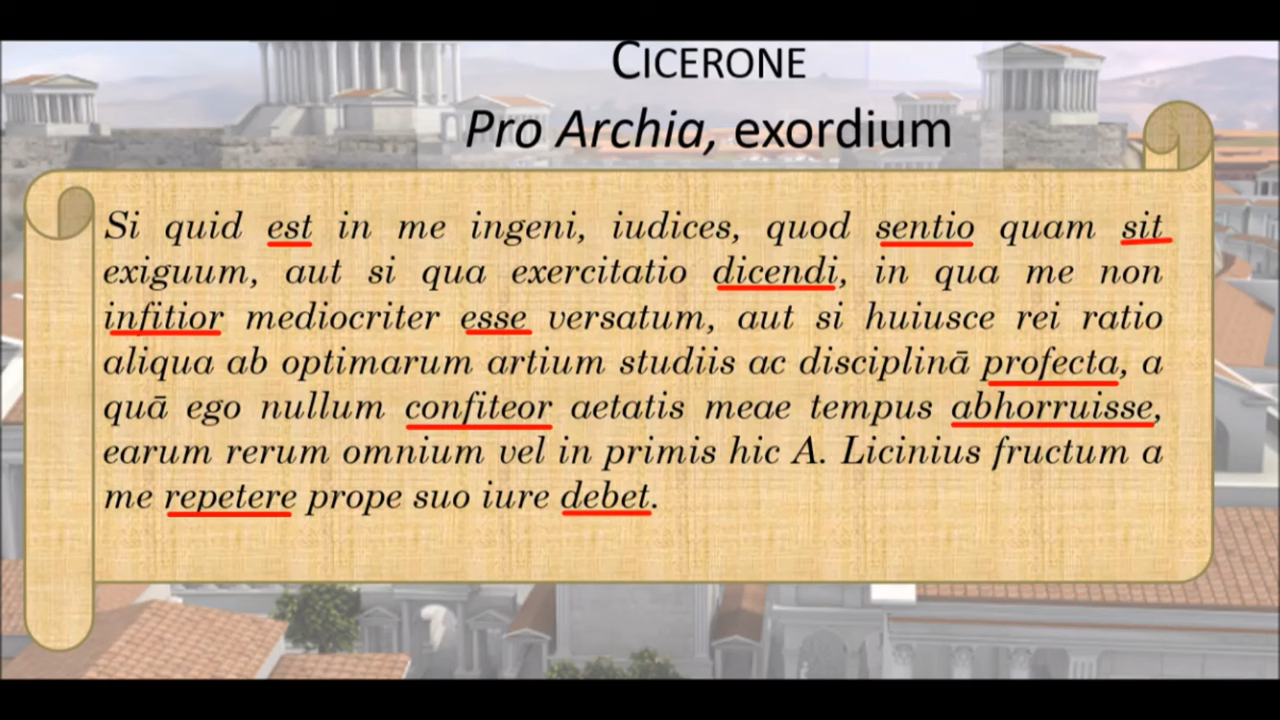 CICERONE
Pro Archia, exordium
Si quid est in me ingeni, iudices, quod sentio quam sit
exiguum, aut si qua exercitatio dicendi, in qua me non
infitior mediocriter esse versatum, aut si huiusce rei ratio
aliqua ab optimarum artium studiis ac disciplinā profecta, a
quā ego nullum confiteor aetatis meae tempus abhorruisse,
earum rerum omnium vel in primis hic A. Licinius fructum a
me repetere prope suo iure debet.